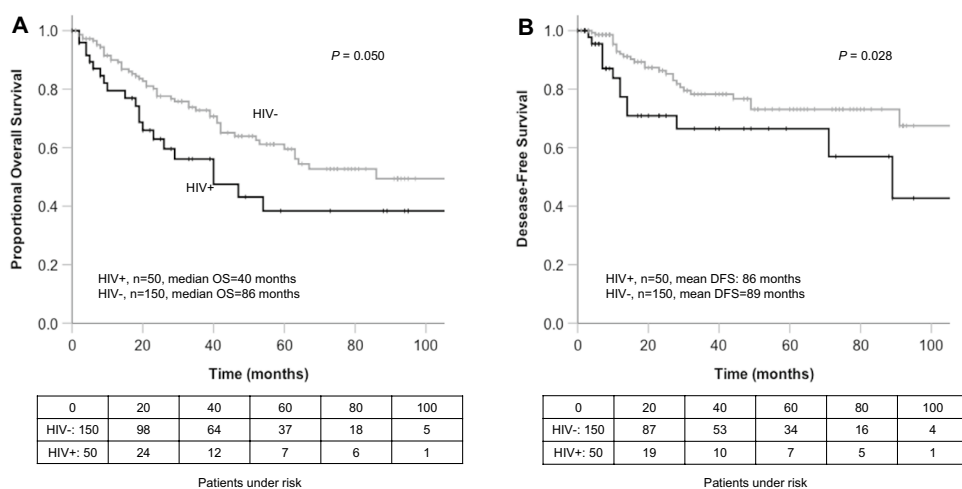 A
Proportional Overall Survival
1.0
0.8
0.6
0.4
0.2
0.0
P = 0.050
HIV-
HIV+
HIV+, n=50, median OS=40 months
HIV-, n=150, median OS=86 months
0 20 40 60 80 100
Time (months)
0 20 40 60 80 100
HIV-: 150 98 64 37 18 5
HIV+: 50 24 12 7 6 1
Patients under risk
B
Desease-Free Survival
1.0
0.8
0.6
0.4
0.2
0.0
P = 0.028
HIV+, n=50, mean DFS: 86 months
HIV-, n=150, mean DFS=89 months
0 20 40 60 80 100
Time (months)
0 20 40 60 80 100
HIV-: 150 87 53 34 16 4
HIV+: 50 19 10 7 5 1
Patients under risk